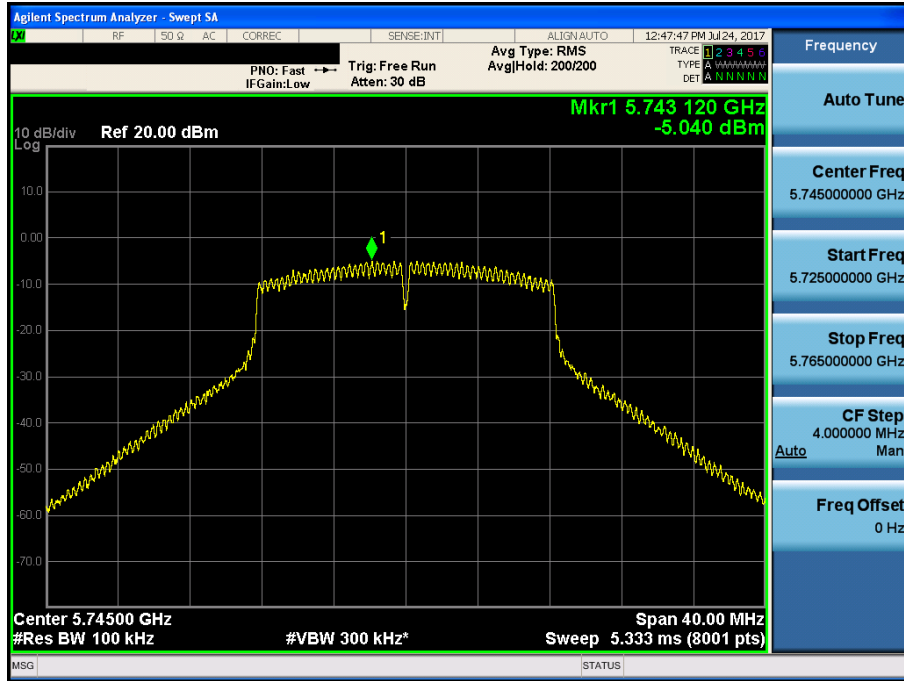 Agilent Spectrum Analyzer - Swept SA
LXI RF 50 Ω AC CORREC SENSE:INT ALIGN AUTO 12:47:47 PM Jul 24, 2017
PNO: Fast Trig: Free Run Avg Type: RMS TRACE 1 2 3 4 5 6
IFGain:Low Atten: 30 dB Avg|Hold: 200/200 TYPE A WWWWW
DET A N N N N N
Mkr1 5.743 120 GHz
-5.040 dBm
10 dB/div Ref 20.00 dBm
Log
10.0
0.00
-10.0
-20.0
-30.0
-40.0
-50.0
-60.0
-70.0
1
Center 5.74500 GHz Span 40.00 MHz
#Res BW 100 kHz #VBW 300 kHz* Sweep 5.333 ms (8001 pts)
MSG STATUS
Frequency
Auto Tune
Center Freq
5.745000000 GHz
Start Freq
5.725000000 GHz
Stop Freq
5.765000000 GHz
CF Step
4.000000 MHz
Auto Man
Freq Offset
0 Hz